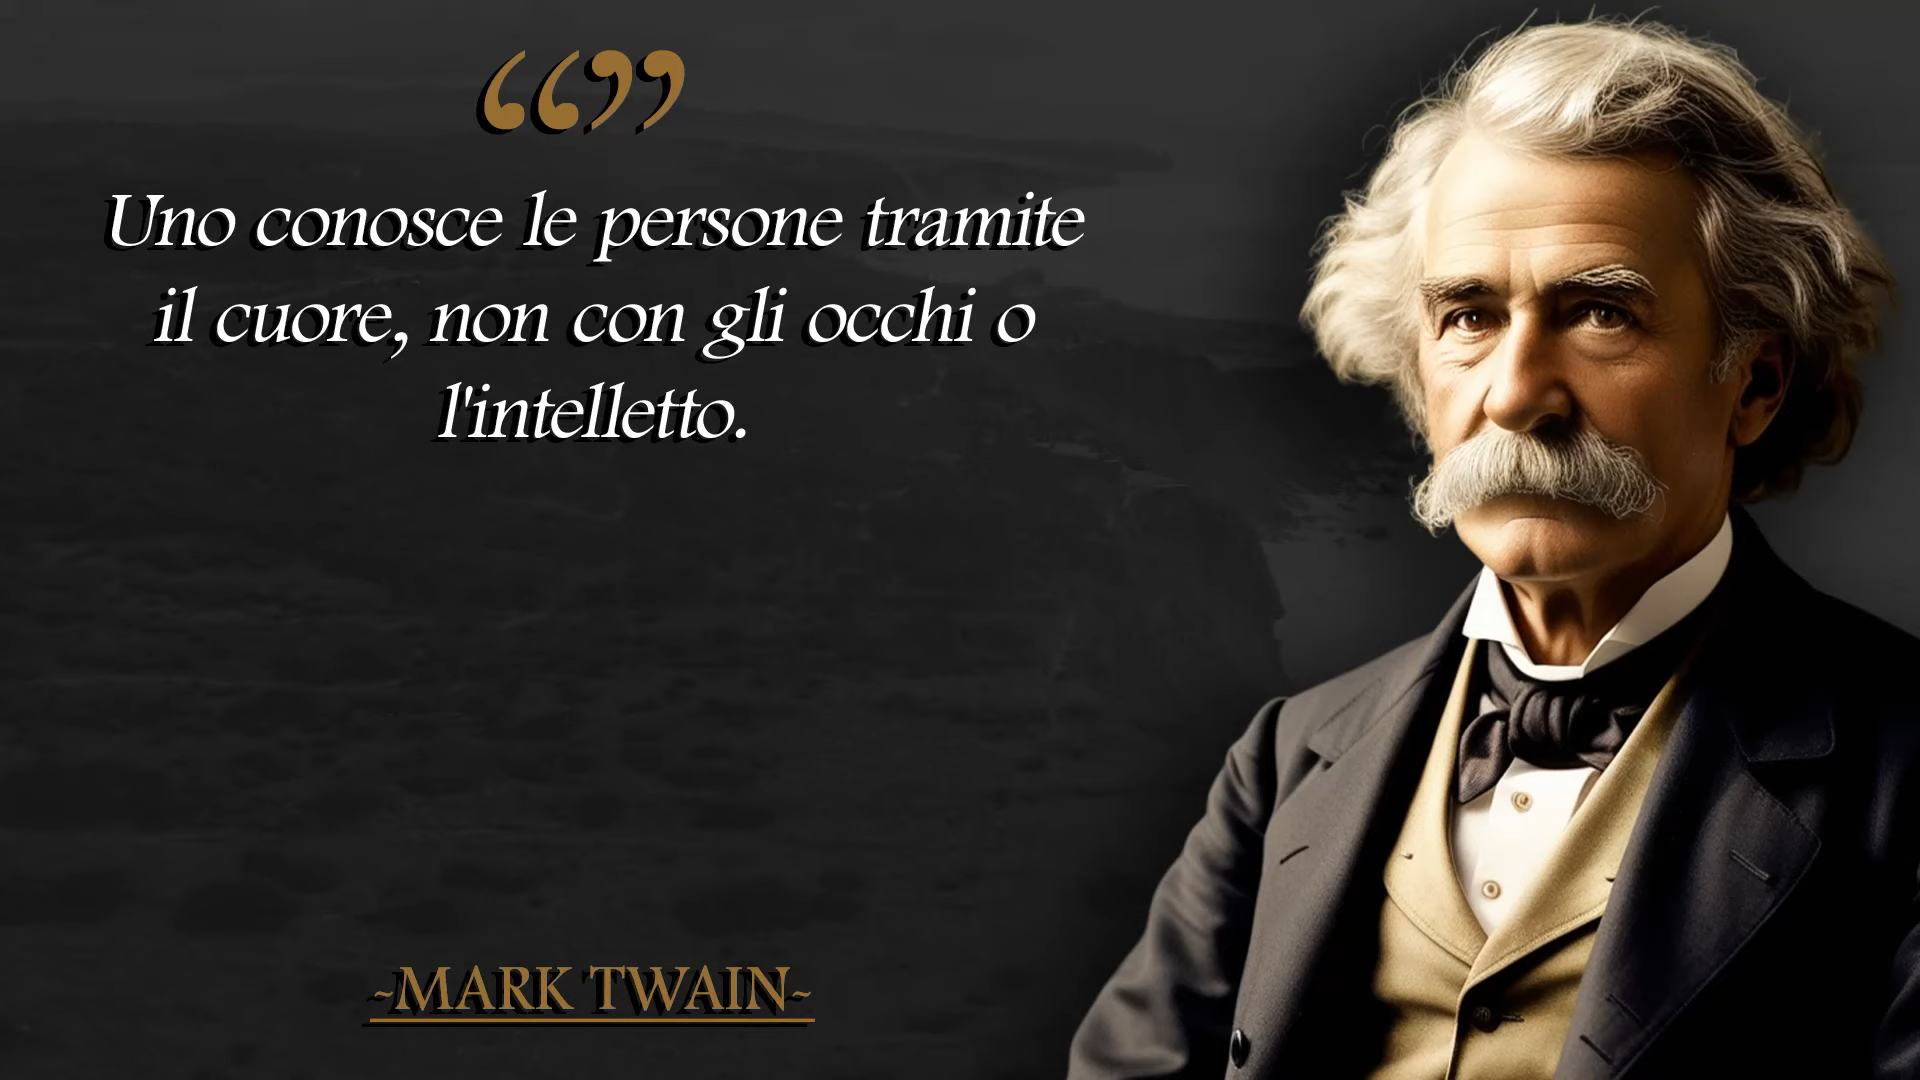 “”
Uno conosce le persone tramite
il cuore, non con gli occhi o
l'intelletto.
~MARK TWAIN~